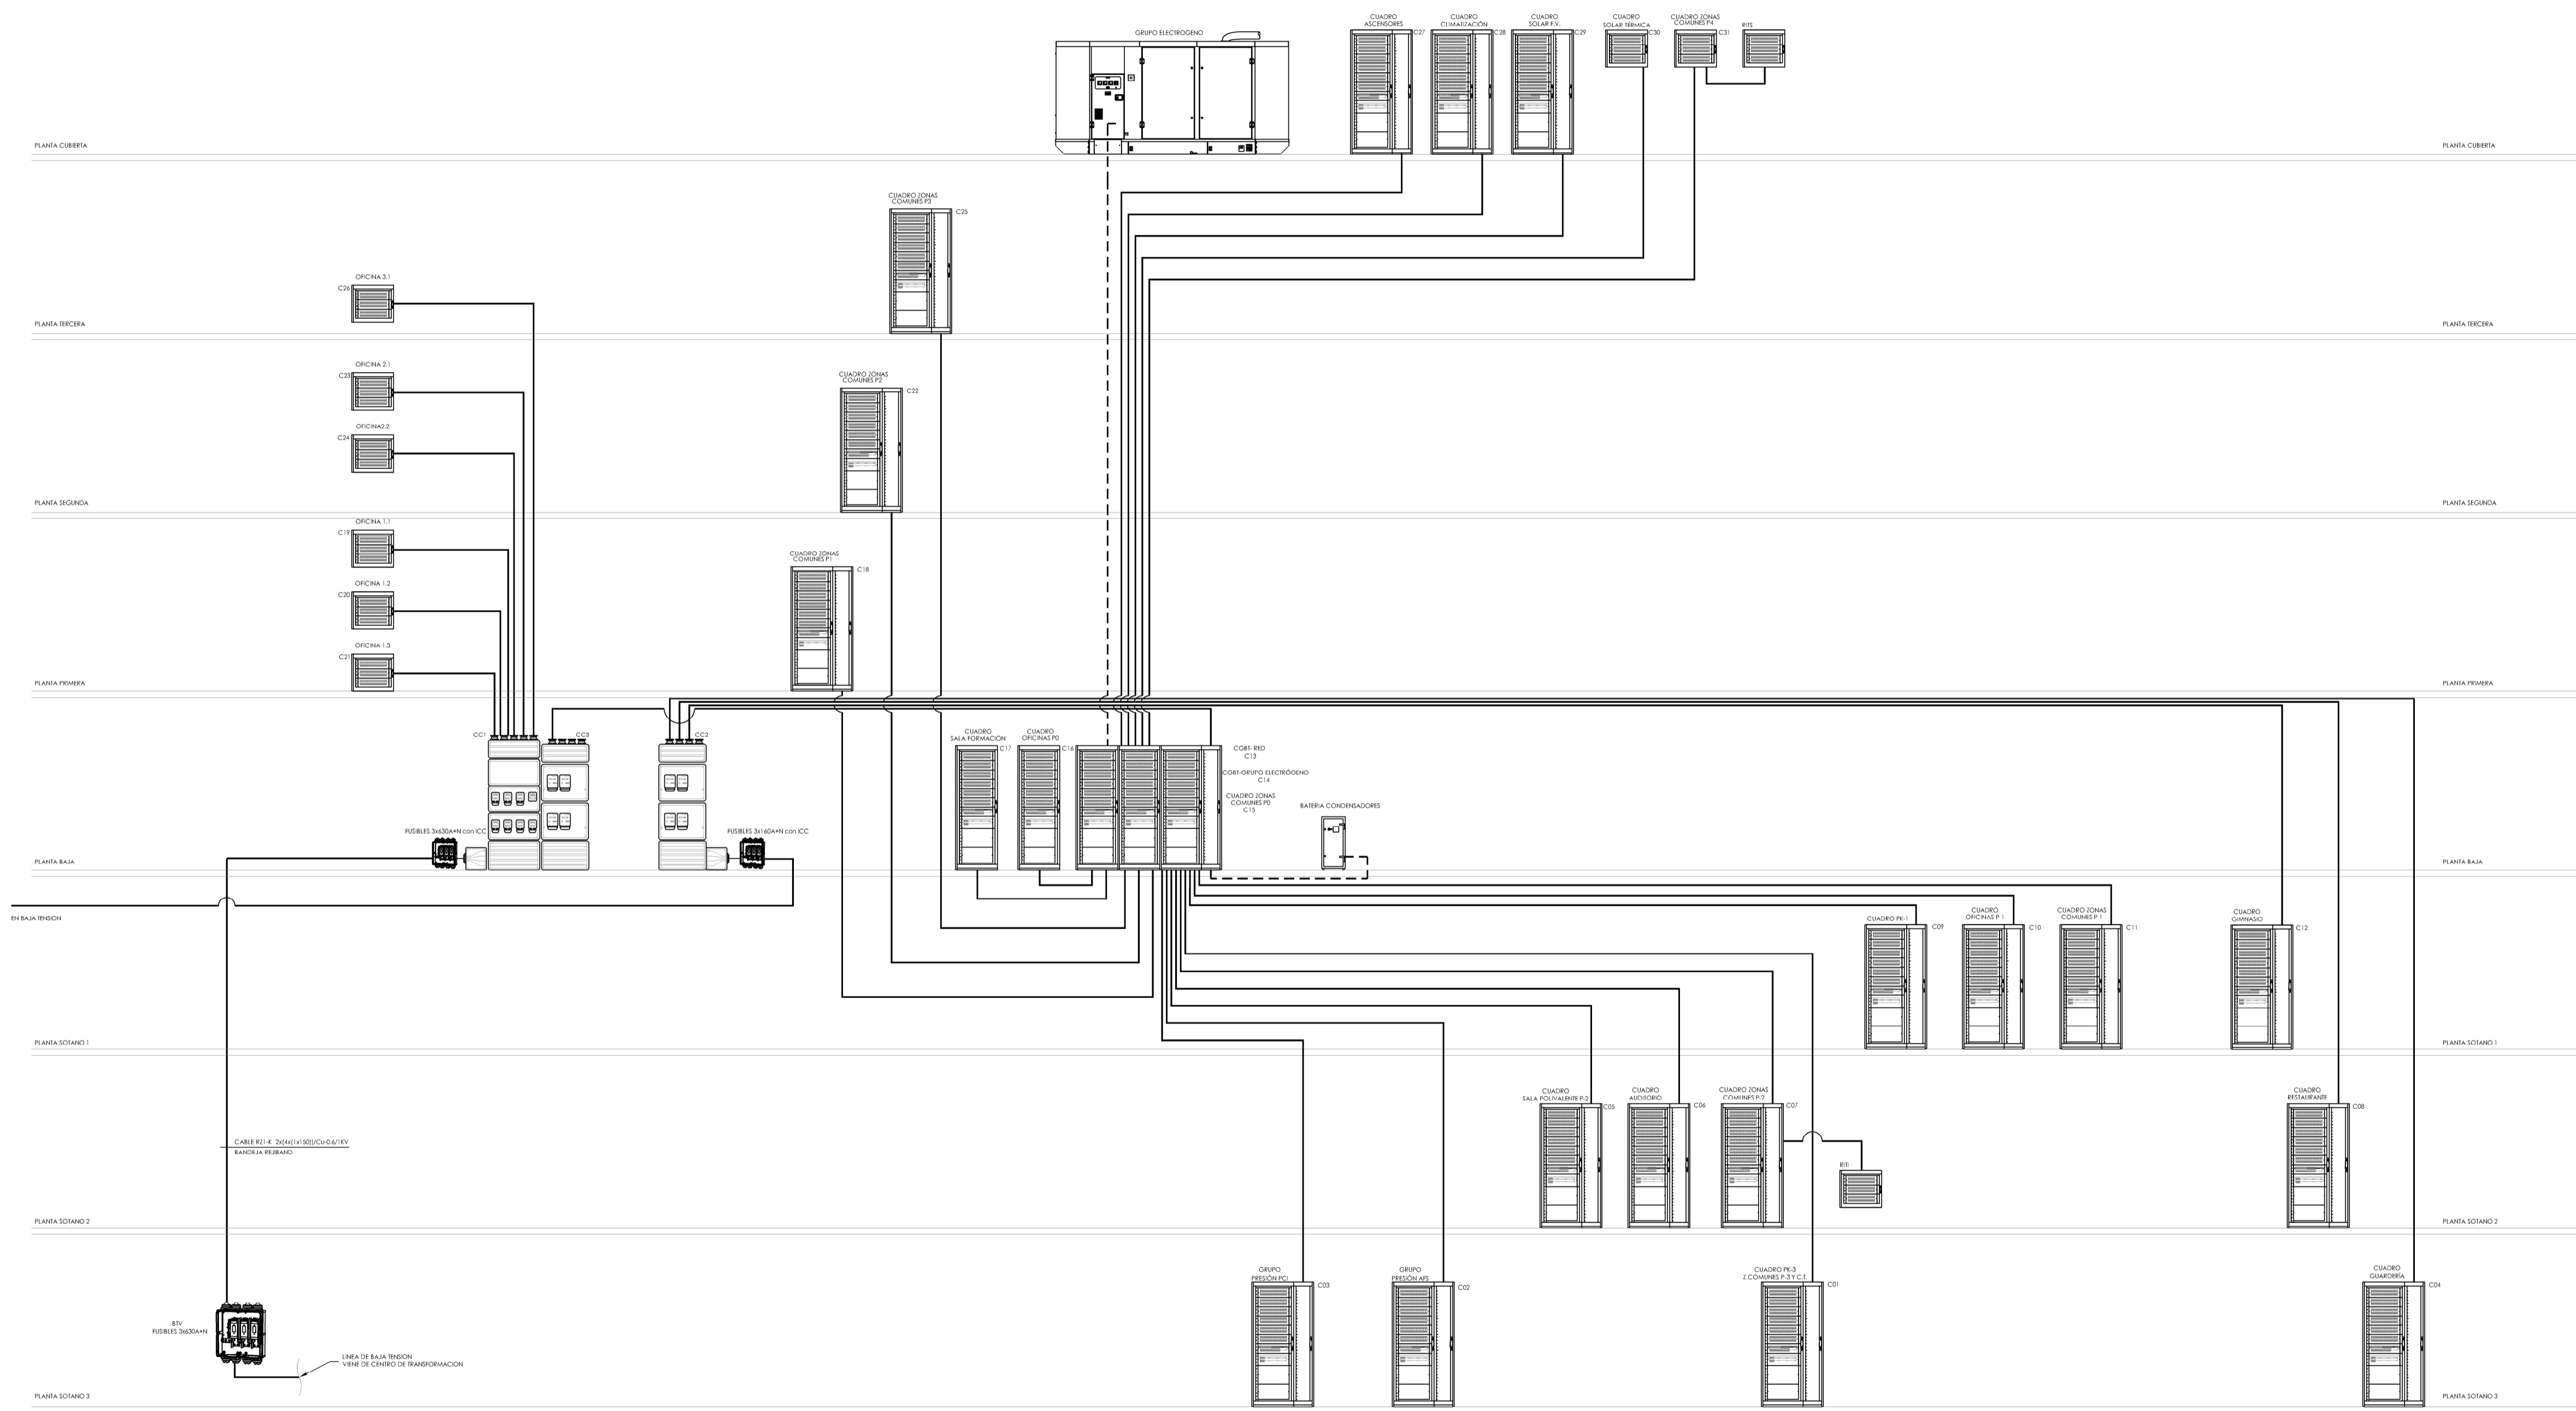 GRUPO ELECTROGENO
CUADRO
ASCENSORES
C27
CUADRO
CLIMATIZACIÓN
C28
CUADRO
SOLAR F.V.
C29
CUADRO
SOLAR TÉRMICA
C30
CUADRO ZONAS
COMUNES P4
C31
RITS
PLANTA CUBIERTA
PLANTA CUBIERTA
CUADRO ZONAS
COMUNES P3
C25
OFICINA 3.1
C26
PLANTA TERCERA
PLANTA TERCERA
OFICINA 2.1
C23
CUADRO ZONAS
COMUNES P2
C22
OFICINA2.2
C24
PLANTA SEGUNDA
PLANTA SEGUNDA
OFICINA 1.1
C19
CUADRO ZONAS
COMUNES P1
C18
OFICINA 1.2
C20
OFICINA 1.3
C21
PLANTA PRIMERA
PLANTA PRIMERA
CC1
CC3
CC2
CUADRO
SALA FORMACIÓN
C17
CUADRO
OFICINAS P0
C16
CGBT- RED
C13
CGBT-GRUPO ELECTRÓGENO
C14
CUADRO ZONAS
COMUNES P0
C15
BATERIA CONDENSADORES
FUSIBLES 3x630A+N con ICC
FUSIBLES 3x160A+N con ICC
PLANTA BAJA
PLANTA BAJA
EN BAJA TENSION
CUADRO PK-1
C09
CUADRO
OFICINAS P 1
C10
CUADRO ZONAS
COMUNES P 1
C11
CUADRO
GIMNASIO
C12
PLANTA SOTANO 1
PLANTA SOTANO 1
CUADRO
SALA POLIVALENTE P-2
C05
CUADRO
AUDITORIO
C06
CUADRO ZONAS
COMUNES P-2
C07
RITI
CUADRO
RESTAURANTE
C08
CABLE RZ1-K 2x(4x(1x150))/Cu-0.6/1KV
BANDEJA REJIBAND
PLANTA SOTANO 2
PLANTA SOTANO 2
GRUPO
PRESIÓN PCI
C03
GRUPO
PRESIÓN AFS
C02
CUADRO PK-3
Z.COMUNES P-3 Y C.T.
C01
CUADRO
GUARDERÍA
C04
BTV
FUSIBLES 3x630A+N
LINEA DE BAJA TENSION
VIENE DE CENTRO DE TRANSFORMACION
PLANTA SOTANO 3
PLANTA SOTANO 3